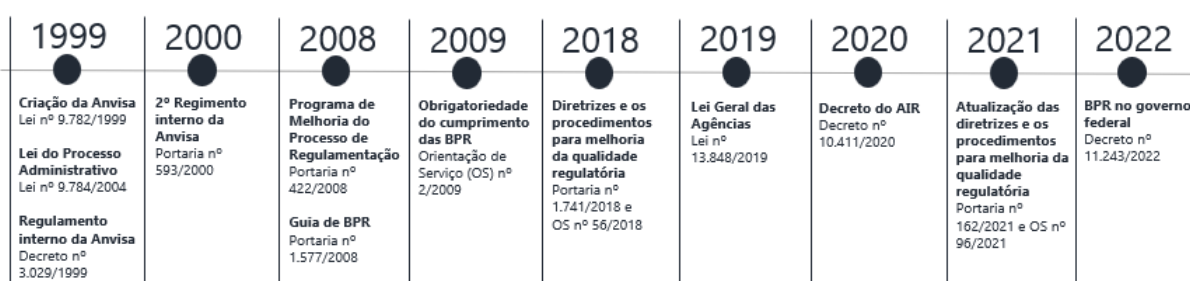 1999
Criação da Anvisa
Lei nº 9.782/1999
Lei do Processo
Administrativo
Lei nº 9.784/2004
Regulamento
interno da Anvisa
Decreto nº
3.029/1999
2000
2º Regimento
interno da
Anvisa
Portaria nº
593/2000
2008
Programa de
Melhoria do
Processo de
Regulamentação
Portaria nº
422/2008
Guia de BPR
Portaria nº
1.577/2008
2009
Obrigatoriedade
do cumprimento
das BPR
Orientação de
Serviço (OS) nº
2/2009
2018
Diretrizes e os
procedimentos
para melhoria
da qualidade
regulatória
Portaria nº
1.741/2018 e
OS nº 56/2018
2019
Lei Geral das
Agências
Lei nº
13.848/2019
2020
Decreto do AIR
Decreto nº
10.411/2020
2021
Atualização das
diretrizes e os
procedimentos
para melhoria da
qualidade
regulatória
Portaria nº
162/2021 e OS nº
96/2021
2022
BPR no governo
federal
Decreto nº
11.243/2022